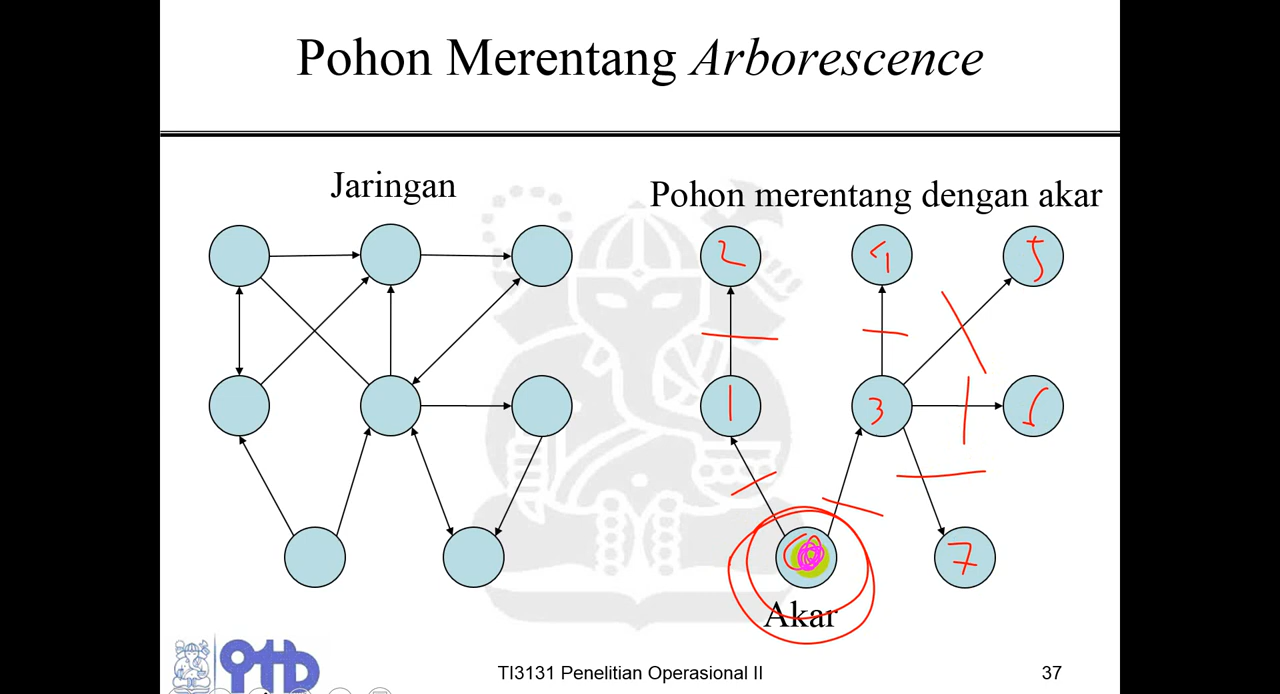 Pohon Merentang Arborescence
Jaringan
Pohon merentang dengan akar
2
4
5
1
3
6
7
Akar
TI3131 Penelitian Operasional II
37